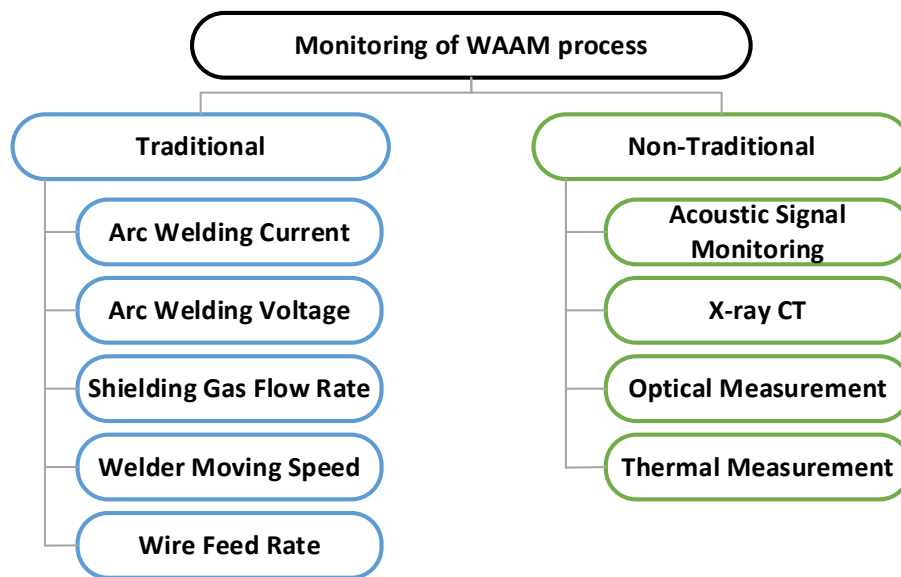 Monitoring of WAAM process
Traditional
Arc Welding Current
Arc Welding Voltage
Shielding Gas Flow Rate
Welder Moving Speed
Wire Feed Rate
Non-Traditional
Acoustic Signal
Monitoring
X-ray CT
Optical Measurement
Thermal Measurement